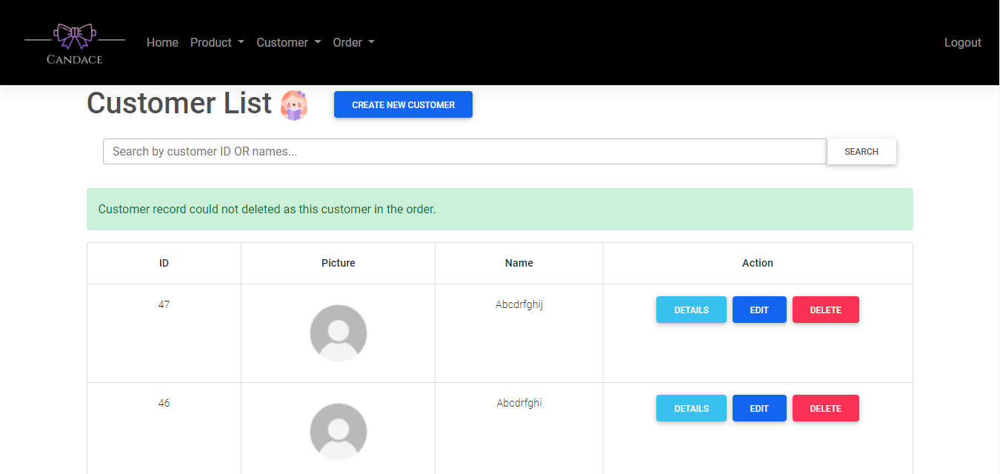 CANDACE
Home Product Customer Order Logout
Customer List CREATE NEW CUSTOMER
Search by customer ID OR names... SEARCH
Customer record could not deleted as this customer in the order.
ID Picture Name Action
47 Abcdrfghij DETAILS EDIT DELETE
46 Abcdrfghi DETAILS EDIT DELETE